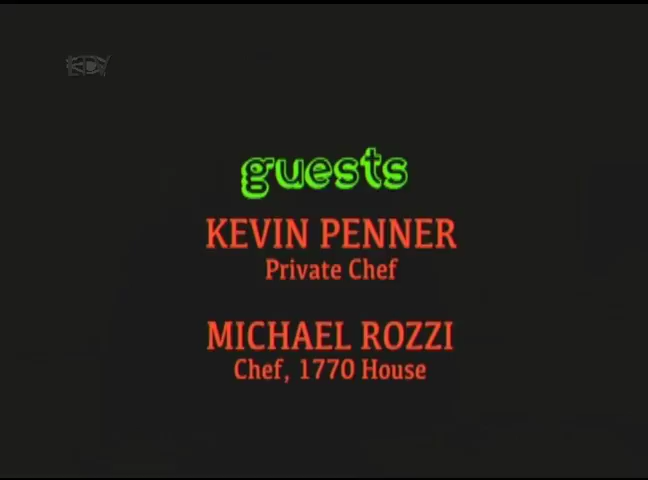 guests
KEVIN PENNER
Private Chef
MICHAEL ROZZI
Chef, 1770 House